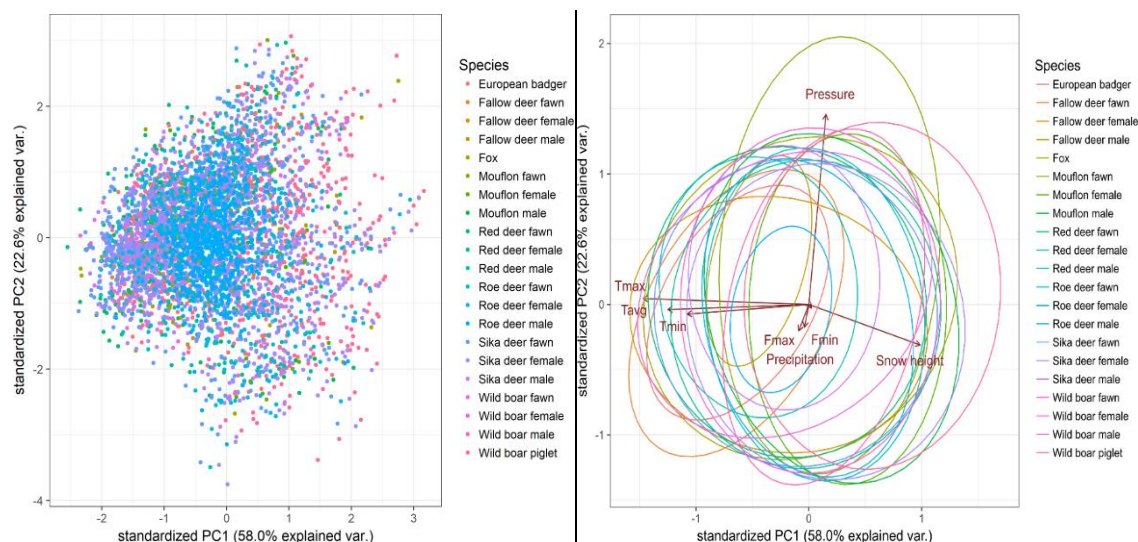 Species
European badger
Fallow deer fawn
Fallow deer female
Fallow deer male
Fox
Mouflon fawn
Mouflon female
Mouflon male
Red deer fawn
Red deer female
Red deer male
Roe deer fawn
Roe deer female
Roe deer male
Sika deer fawn
Sika deer female
Sika deer male
Wild boar fawn
Wild boar female
Wild boar male
Wild boar piglet
standardized PC2 (22.6% explained var.)
2
0
-2
-4
-2
-1
0
1
2
3
standardized PC1 (58.0% explained var.)
standardized PC2 (22.6% explained var.)
2
1
0
-1
Pressure
Tmax
Tavg
Tmin
Fmax
Fmin
Precipitation
Snow height
-1
0
1
standardized PC1 (58.0% explained var.)
Species
European badger
Fallow deer fawn
Fallow deer female
Fallow deer male
Fox
Mouflon fawn
Mouflon female
Mouflon male
Red deer fawn
Red deer female
Red deer male
Roe deer fawn
Roe deer female
Roe deer male
Sika deer fawn
Sika deer female
Sika deer male
Wild boar fawn
Wild boar female
Wild boar male
Wild boar piglet